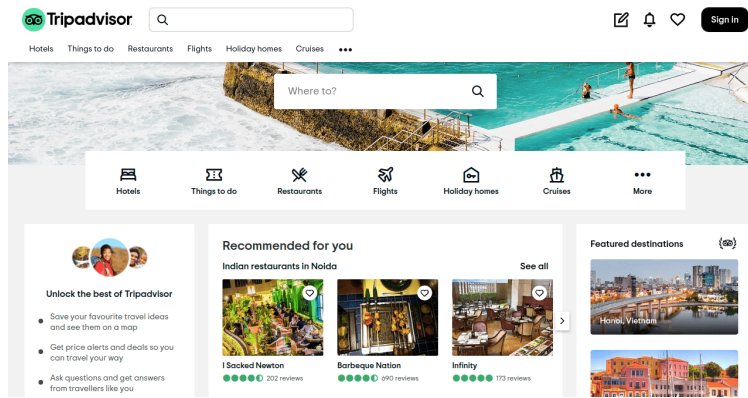 Tripadvisor
Sign in
Hotels Things to do Restaurants Flights Holiday homes Cruises
Where to?
Hotels Things to do Restaurants Flights Holiday homes Cruises More
Unlock the best of Tripadvisor
Save your favourite travel ideas
and see them on a map
Get price alerts and deals so you
can travel your way
Ask questions and get answers
from travellers like you
Recommended for you
Indian restaurants in Noida See all
I Sacked Newton Barbeque Nation Infinity
202 reviews 690 reviews 173 reviews
Featured destinations
Hanoi, Vietnam